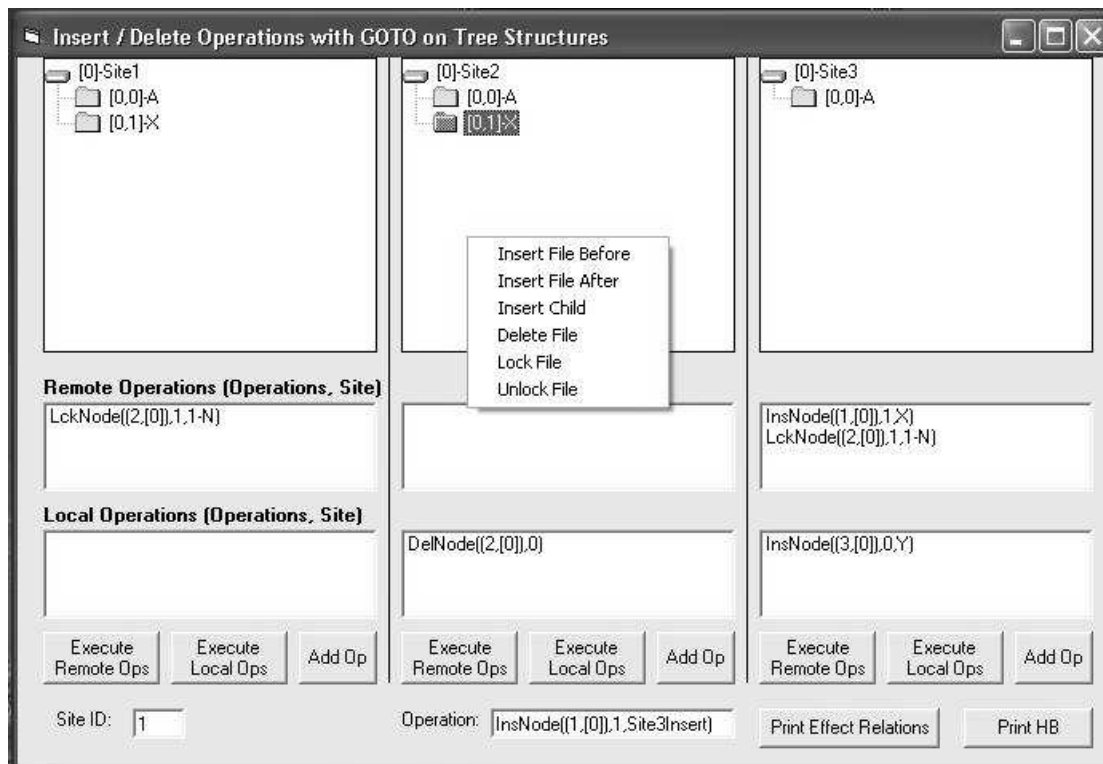 Insert / Delete Operations with GOTO on Tree Structures
[0]-Site1
[0,0]-A
[0,1]-X
[0]-Site2
[0,0]-A
[0,1]-X
[0]-Site3
[0,0]-A
Insert File Before
Insert File After
Insert Child
Delete File
Lock File
Unlock File
Remote Operations (Operations, Site)
LckNode((2,[0]),1,1-N)
InsNode((1,[0]),1,X)
LckNode((2,[0]),1,1-N)
Local Operations (Operations, Site)
DelNode((2,[0]),0)
InsNode((3,[0]),0,Y)
Execute Remote Ops
Execute Local Ops
Add Op
Execute Remote Ops
Execute Local Ops
Add Op
Execute Remote Ops
Execute Local Ops
Add Op
Site ID: 1
Operation: InsNode((1,[0]),1,Site3Insert)
Print Effect Relations
Print HB